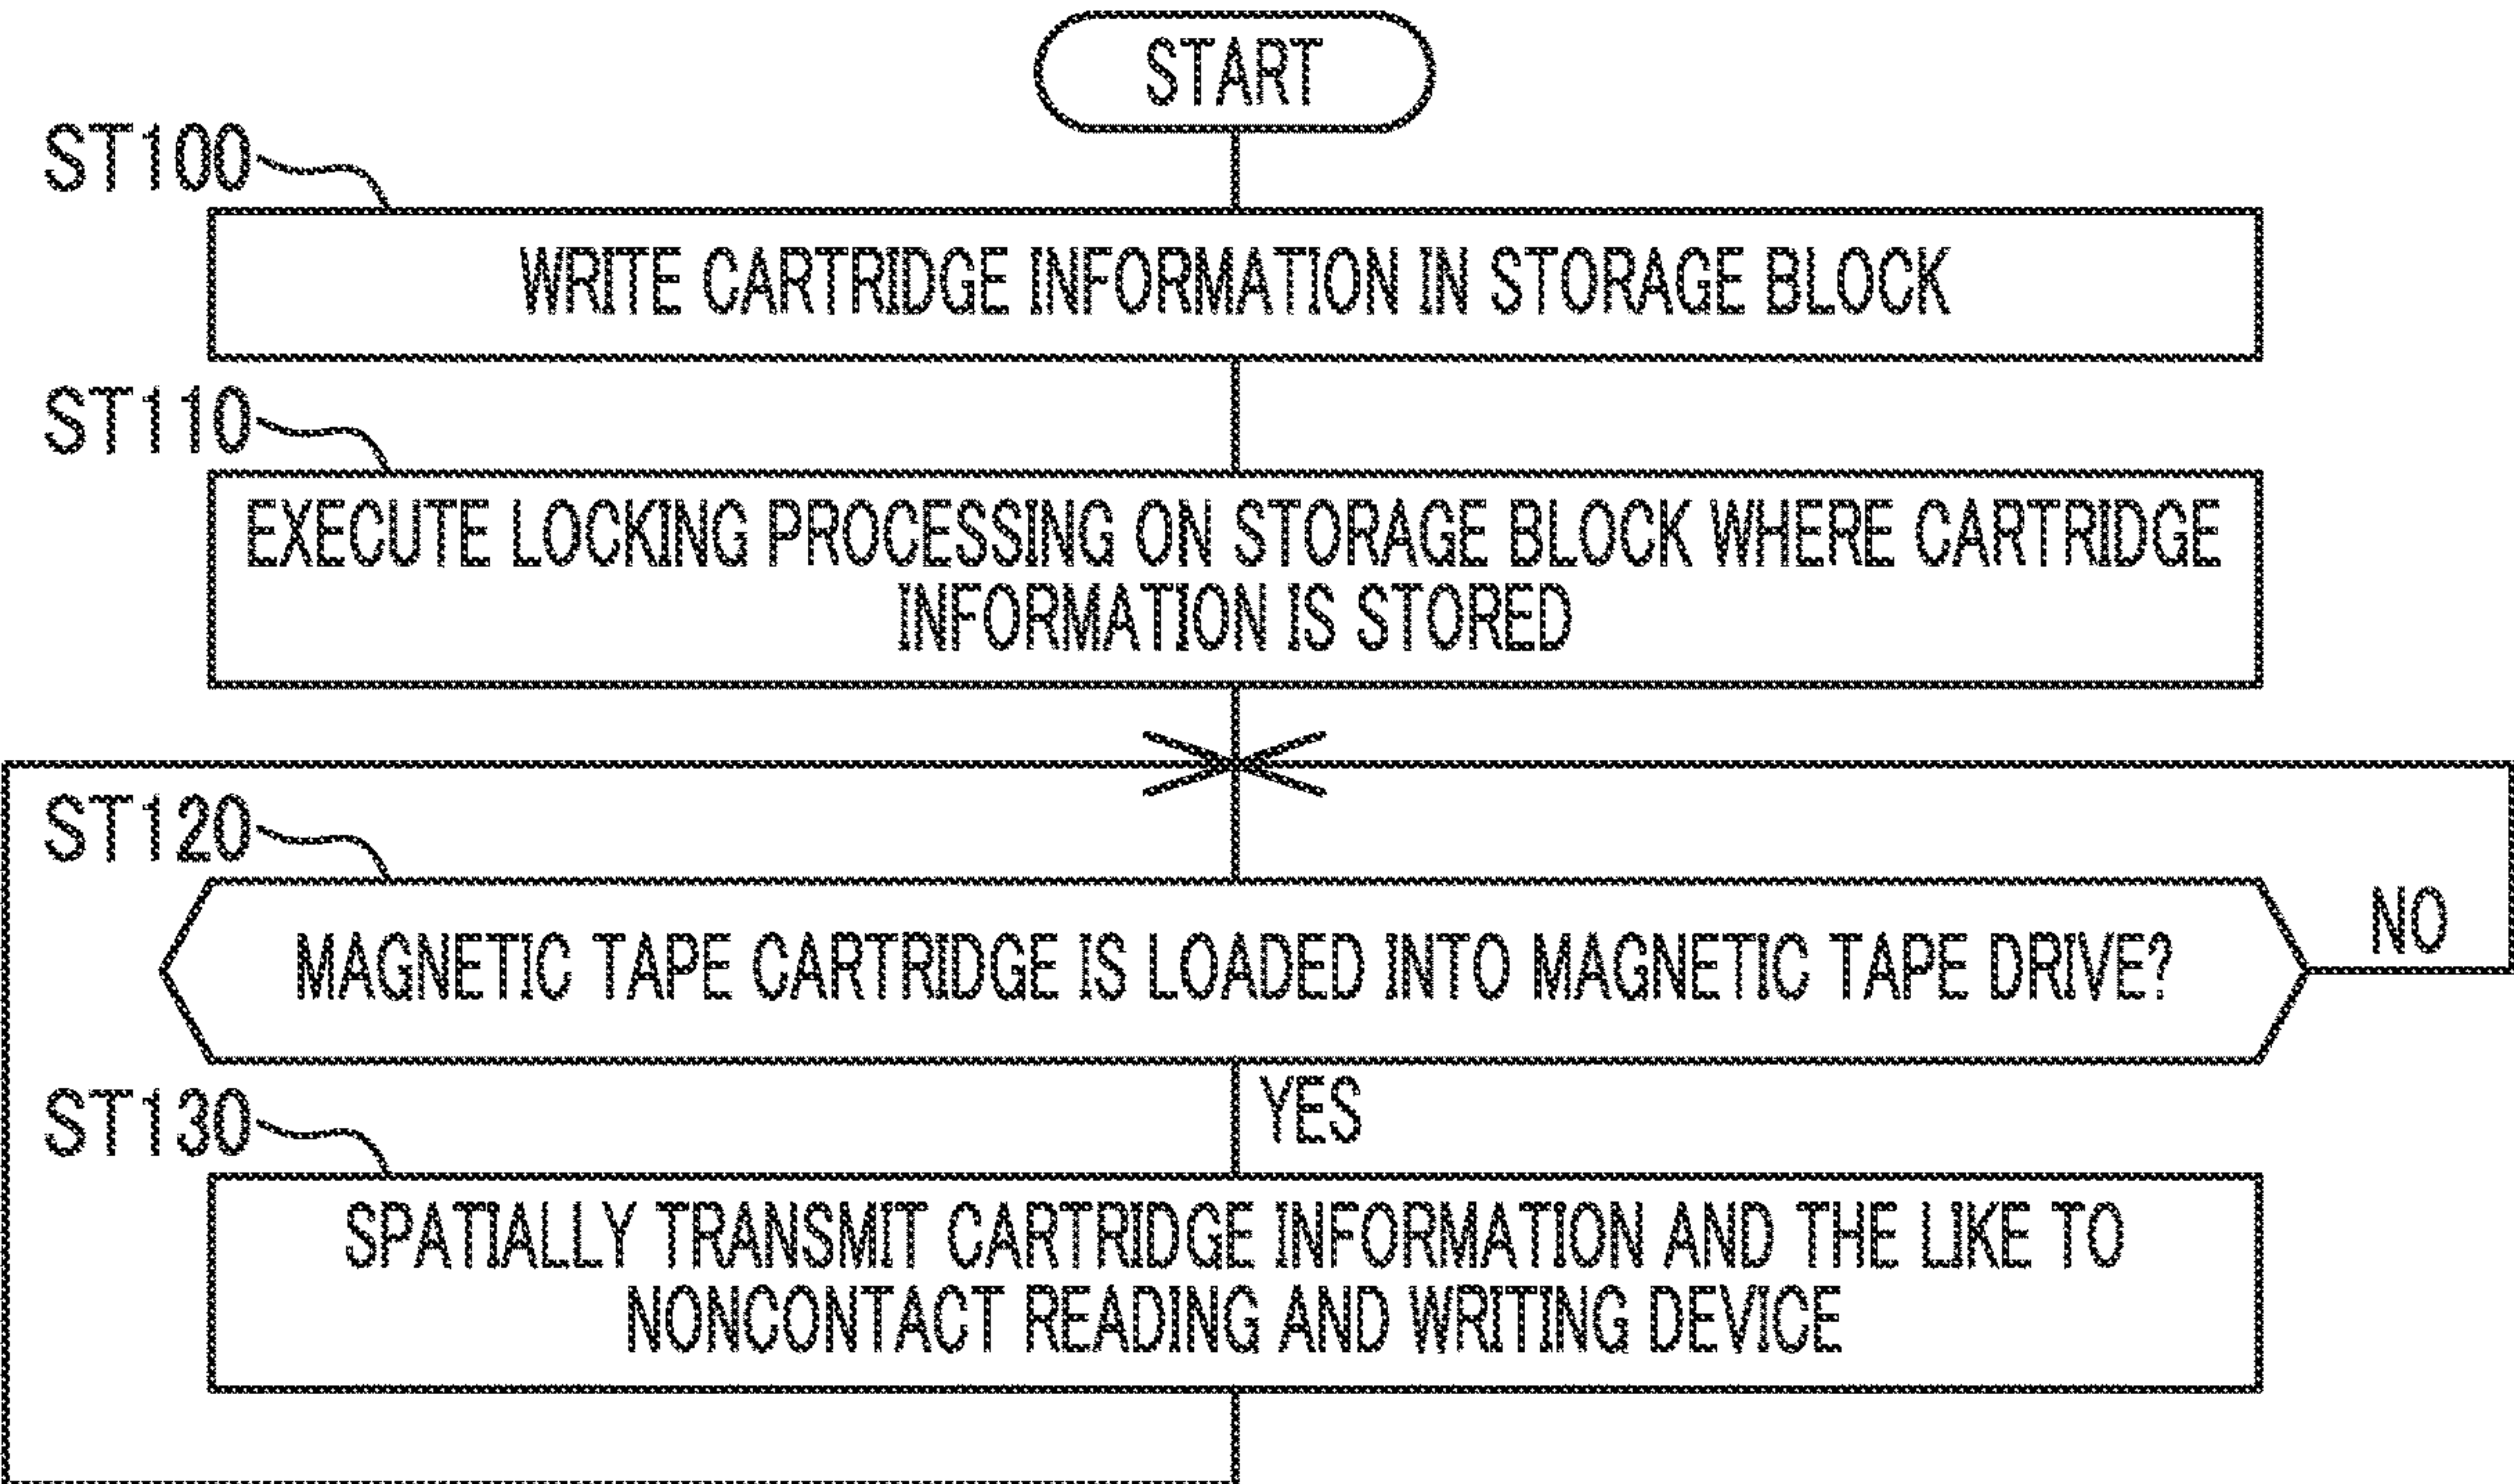 START
ST100
WRITE CARTRIDGE INFORMATION IN STORAGE BLOCK
ST110
EXECUTE LOCKING PROCESSING ON STORAGE BLOCK WHERE CARTRIDGE
INFORMATION IS STORED
ST120
MAGNETIC TAPE CARTRIDGE IS LOADED INTO MAGNETIC TAPE DRIVE?
NO
YES
ST130
SPATIALLY TRANSMIT CARTRIDGE INFORMATION AND THE LIKE TO
NONCONTACT READING AND WRITING DEVICE